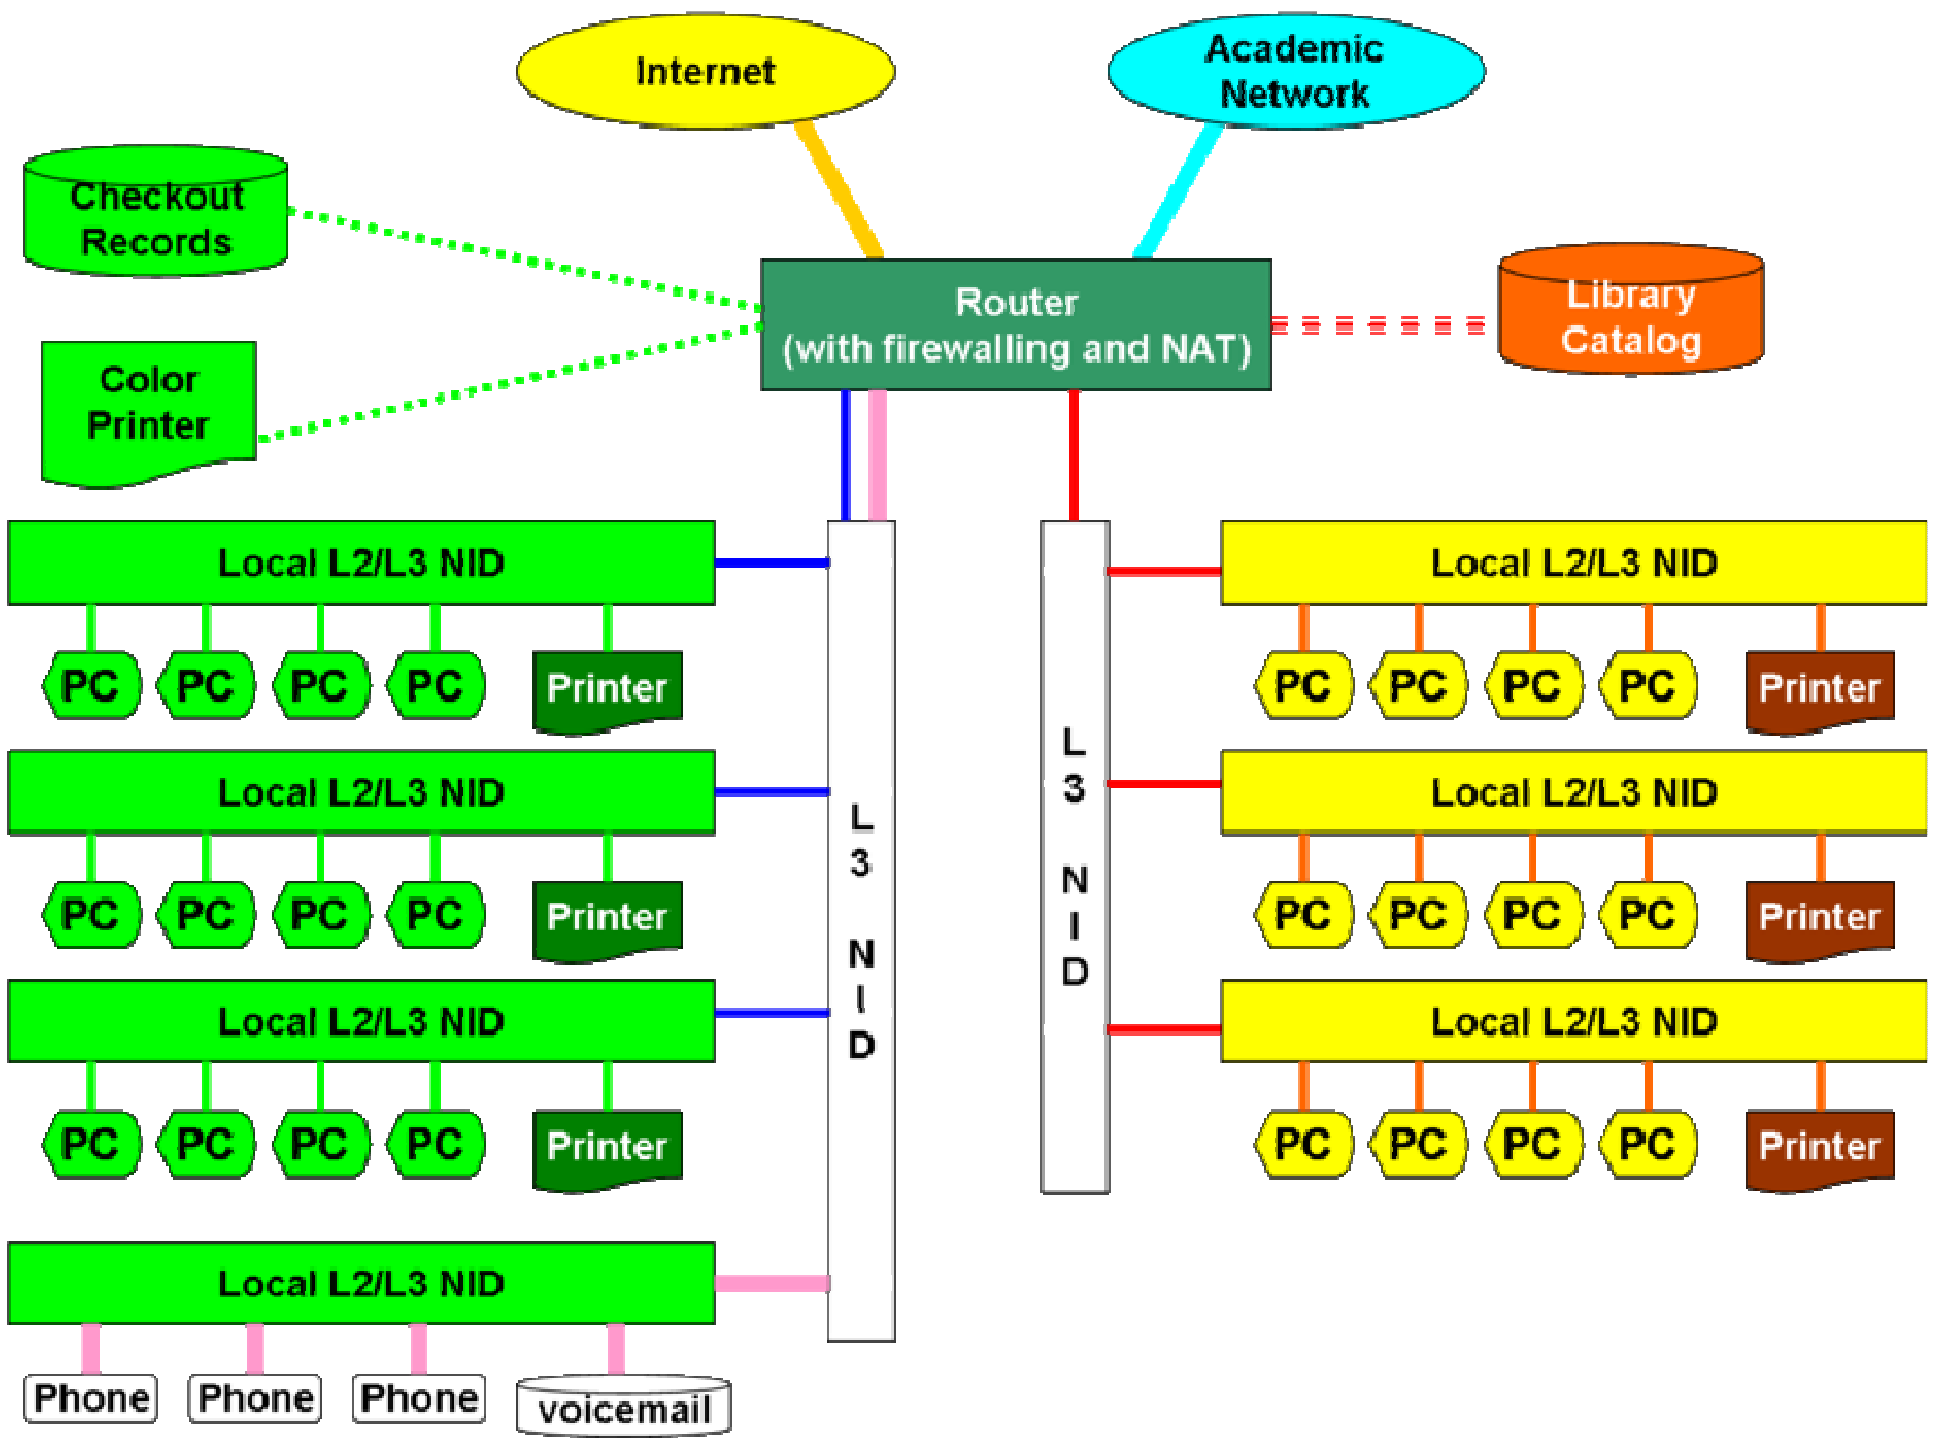 Internet
Academic
Network
Checkout
Records
Router
(with firewalling and NAT)
Library
Catalog
Color
Printer
Local L2/L3 NID
PC PC PC PC Printer
Local L2/L3 NID
PC PC PC PC Printer
Local L2/L3 NID
PC PC PC PC Printer
Local L2/L3 NID
Phone Phone Phone voicemail
L
3
N
I
D
L
3
N
I
D
Local L2/L3 NID
PC PC PC PC Printer
Local L2/L3 NID
PC PC PC PC Printer
Local L2/L3 NID
PC PC PC PC Printer